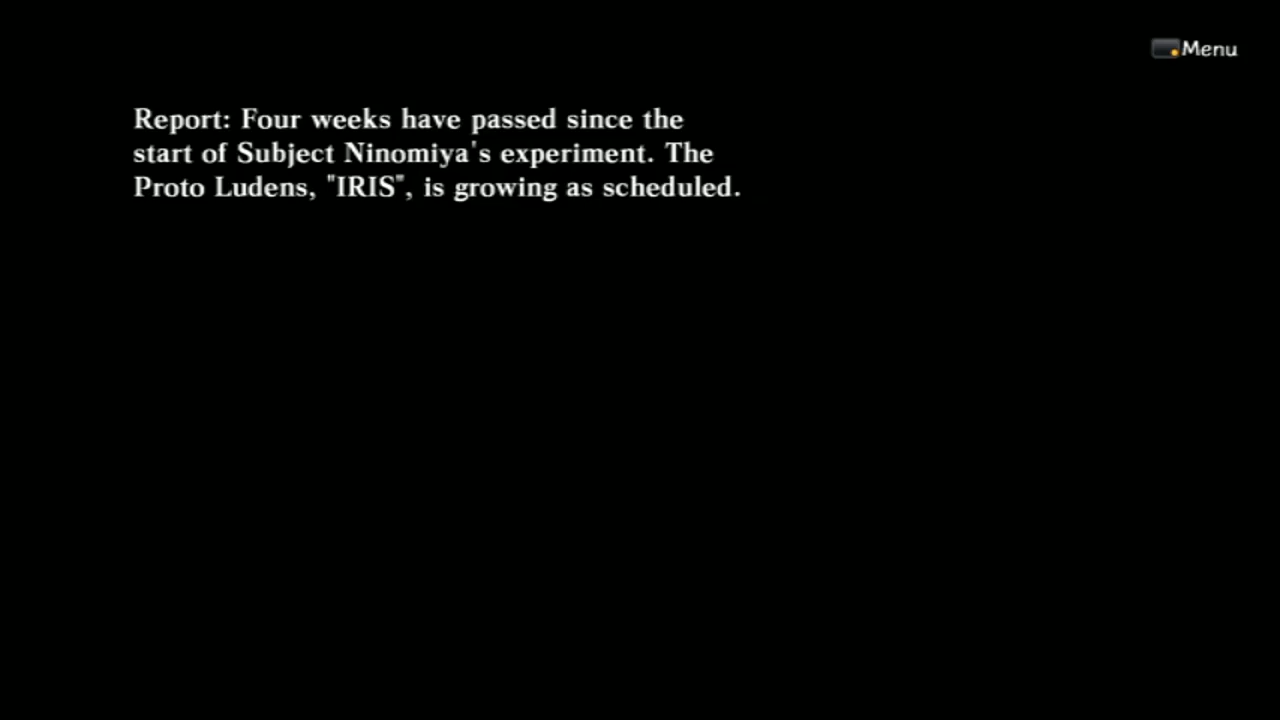 Menu
Report: Four weeks have passed since the
start of Subject Ninomiya's experiment. The
Proto Ludens, "IRIS", is growing as scheduled.